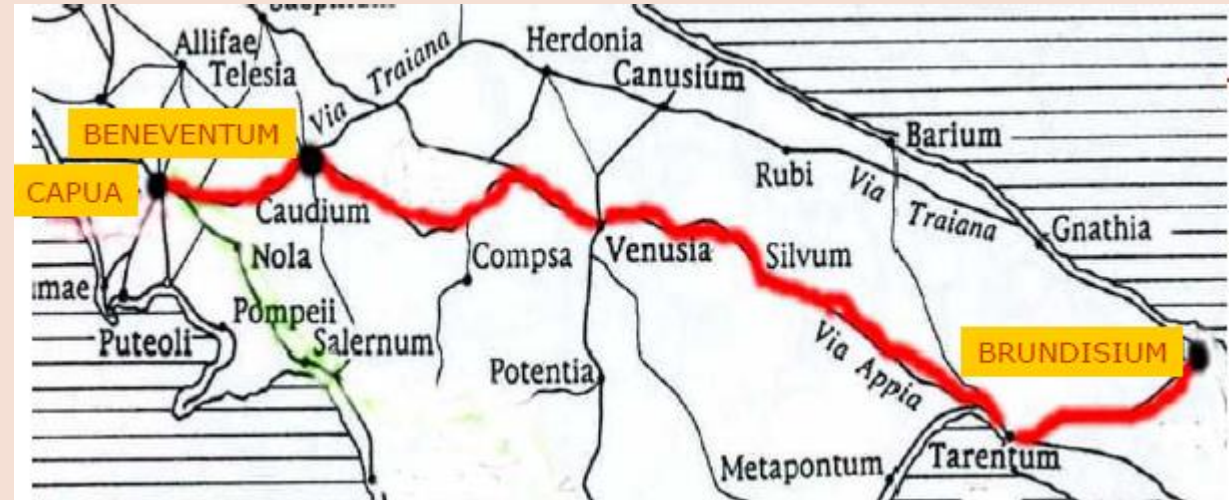 Allifae
Telesia
Via Traiana
Herdonia
Canusium
BENEVENTUM
Barium
CAPUA
Rubi
Via Traiana
Caudium
Gnathia
Nola
Compsa
Venusia
Silvum
Pompeii
Puteoli
Salernum
Via Appia
BRUNDISIUM
Potentia
Metapontum
Tarentum